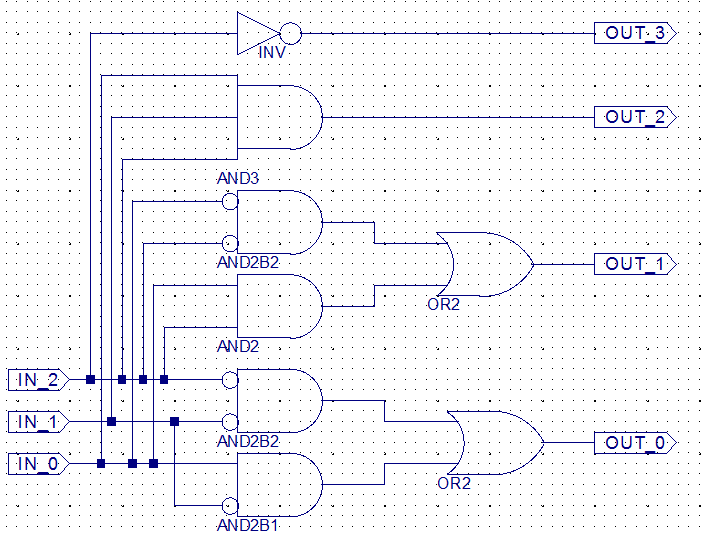 OUT_3
INV
OUT_2
AND3
AND2B2
OUT_1
OR2
AND2
IN_2
IN_1
AND2B2
OUT_0
IN_0
OR2
AND2B1